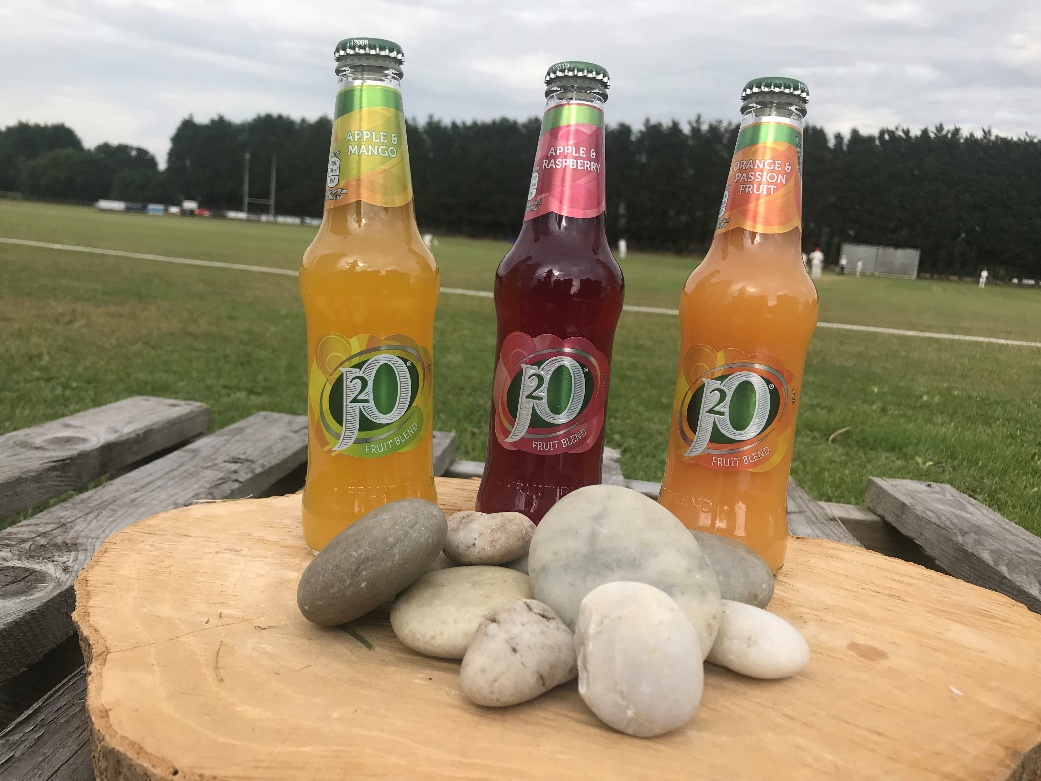 APPLE &
MANGO
J2O
FRUIT BLEND
APPLE &
RASPBERRY
J2O
FRUIT BLEND
ORANGE &
PASSION
FRUIT
J2O
FRUIT BLEND